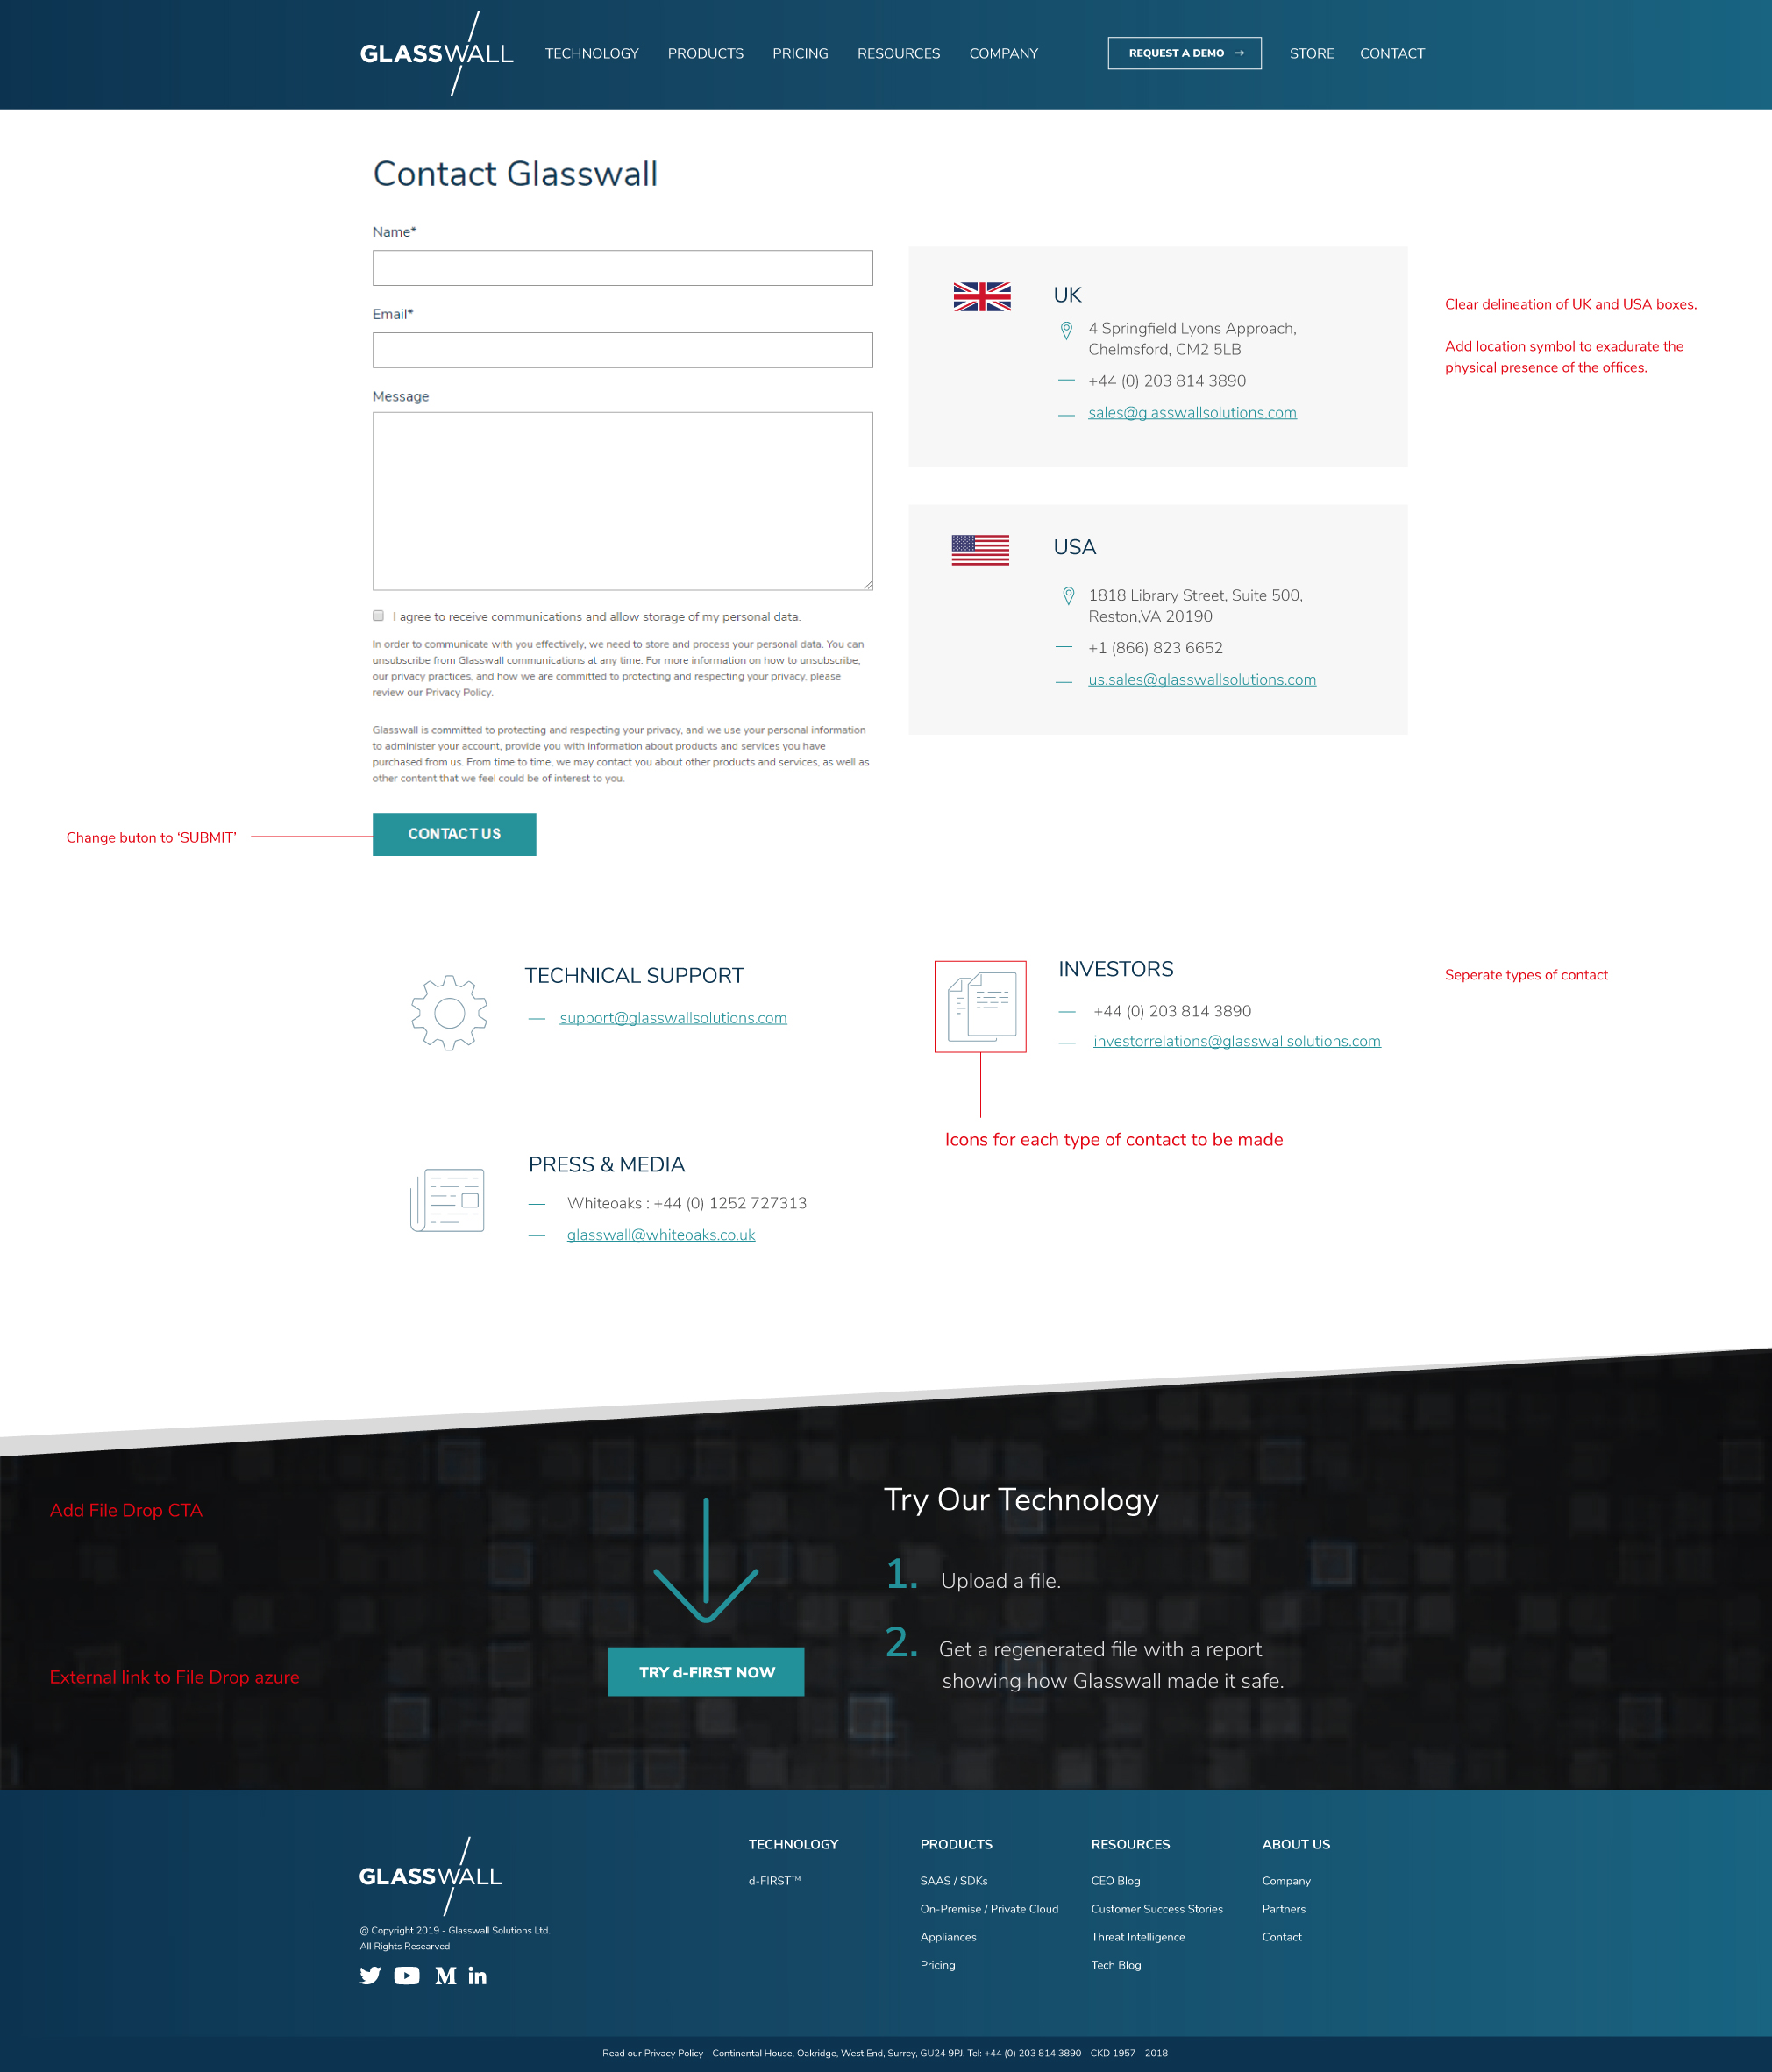 GLASSWALL
TECHNOLOGY
PRODUCTS
PRICING
RESOURCES
COMPANY
REQUEST A DEMO →
STORE
CONTACT
Contact Glasswall
Name*
Email*
Message
I agree to receive communications and allow storage of my personal data.
In order to communicate with you effectively, we need to store and process your personal data. You can
unsubscribe from Glasswall communications at any time. For more information on how to unsubscribe,
our privacy practices, and how we are committed to protecting and respecting your privacy, please
review our Privacy Policy.
Glasswall is committed to protecting and respecting your privacy, and we use your personal information
to administer your account, provide you with information about products and services you have
purchased from us. From time to time, we may contact you about other products and services, as well as
other content that we feel could be of interest to you.
Change buton to ‘SUBMIT’
CONTACT US
UK
4 Springfield Lyons Approach,
Chelmsford, CM2 5LB
+44 (0) 203 814 3890
sales@glasswallsolutions.com
Clear delineation of UK and USA boxes.
Add location symbol to exadurate the
physical presence of the offices.
USA
1818 Library Street, Suite 500,
Reston,VA 20190
+1 (866) 823 6652
us.sales@glasswallsolutions.com
TECHNICAL SUPPORT
support@glasswallsolutions.com
INVESTORS
+44 (0) 203 814 3890
investorrelations@glasswallsolutions.com
Seperate types of contact
Icons for each type of contact to be made
PRESS & MEDIA
Whiteoaks : +44 (0) 1252 727313
glasswall@whiteoaks.co.uk
Add File Drop CTA
External link to File Drop azure
TRY d-FIRST NOW
Try Our Technology
1. Upload a file.
2. Get a regenerated file with a report
showing how Glasswall made it safe.
GLASSWALL
@ Copyright 2019 - Glasswall Solutions Ltd.
All Rights Researved
TECHNOLOGY
d-FIRST™
PRODUCTS
SAAS / SDKs
On-Premise / Private Cloud
Appliances
Pricing
RESOURCES
CEO Blog
Customer Success Stories
Threat Intelligence
Tech Blog
ABOUT US
Company
Partners
Contact
Read our Privacy Policy - Continental House, Oakridge, West End, Surrey, GU24 9PJ. Tel: +44 (0) 203 814 3890 - CKD 1957 - 2018